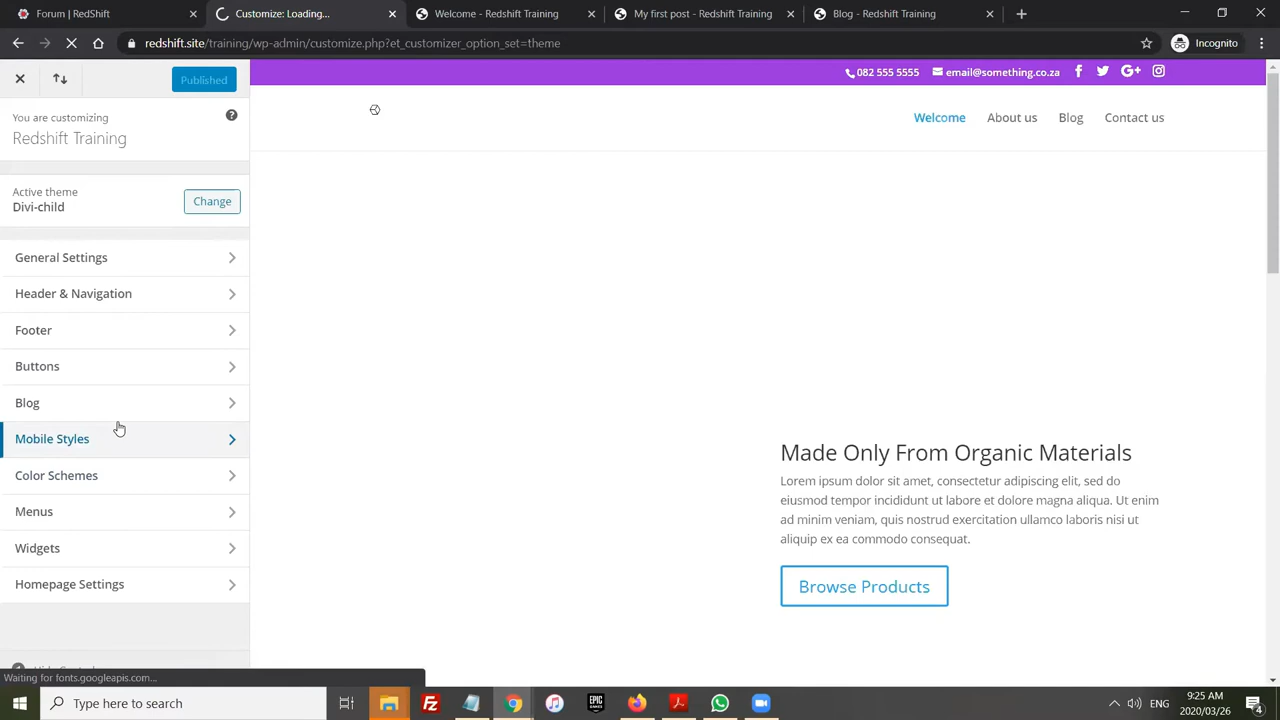 Forum - Redshift
Customize: Loading...
Welcome - Redshift Training
My first post - Redshift Training
Blog - Redshift Training
redshift.site/training/wp-admin/customize.php?et_customizer_option_set=theme
Incognito
Published
You are customizing
Redshift Training
Active theme
Divi-child
Change
General Settings
Header & Navigation
Footer
Buttons
Blog
Mobile Styles
Color Schemes
Menus
Widgets
Homepage Settings
Waiting for fonts.googleapis.com...
082 555 5555
email@something.co.za
Welcome
About us
Blog
Contact us
Made Only From Organic Materials
Lorem ipsum dolor sit amet, consectetur adipiscing elit, sed do
eiusmod tempor incididunt ut labore et dolore magna aliqua. Ut enim
ad minim veniam, quis nostrud exercitation ullamco laboris nisi ut
aliquip ex ea commodo consequat.
Browse Products
Type here to search
EPIC
GAMES
ENG
9:25 AM
2020/03/26
4